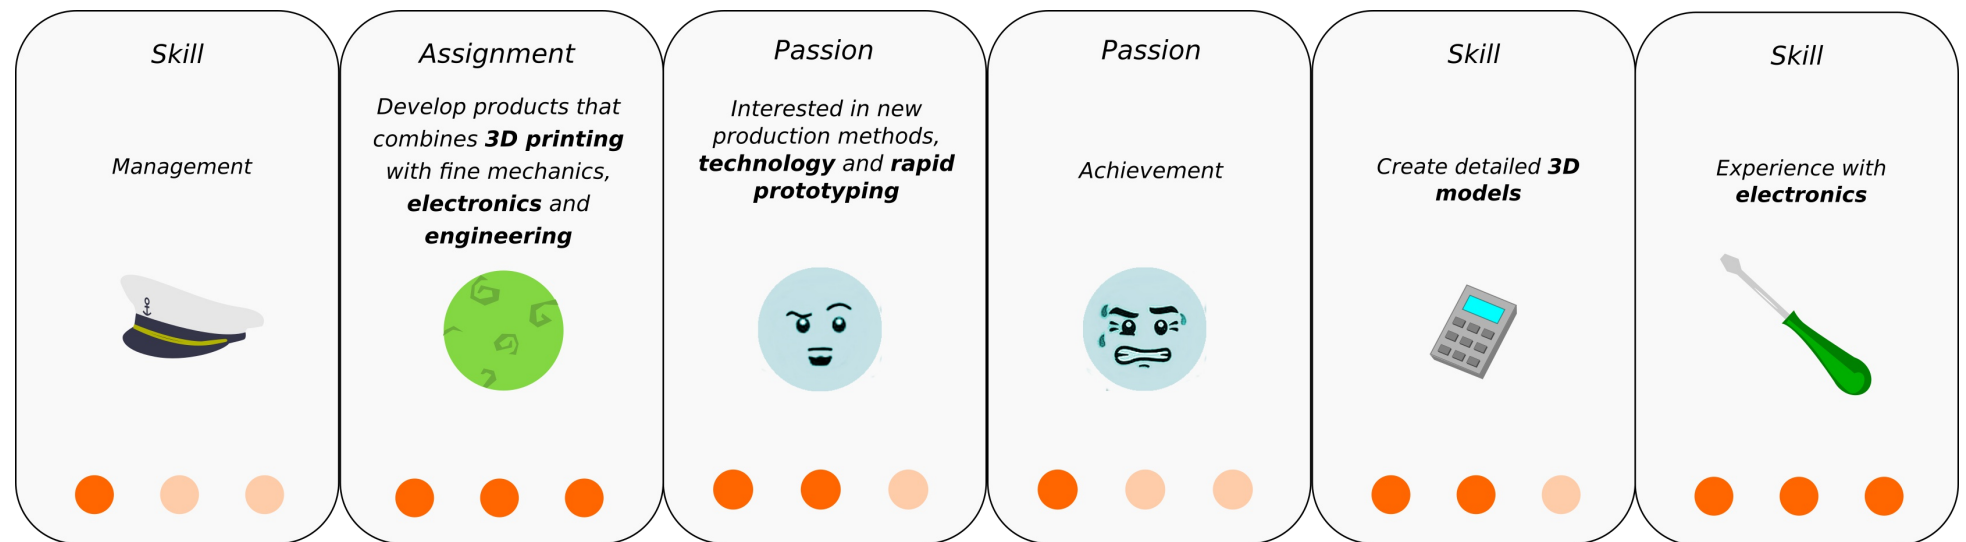 Skill
Management
Assignment
Develop products that
combines 3D printing
with fine mechanics,
electronics and
engineering
Passion
Interested in new
production methods,
technology and rapid
prototyping
Passion
Achievement
Skill
Create detailed 3D
models
Skill
Experience with
electronics